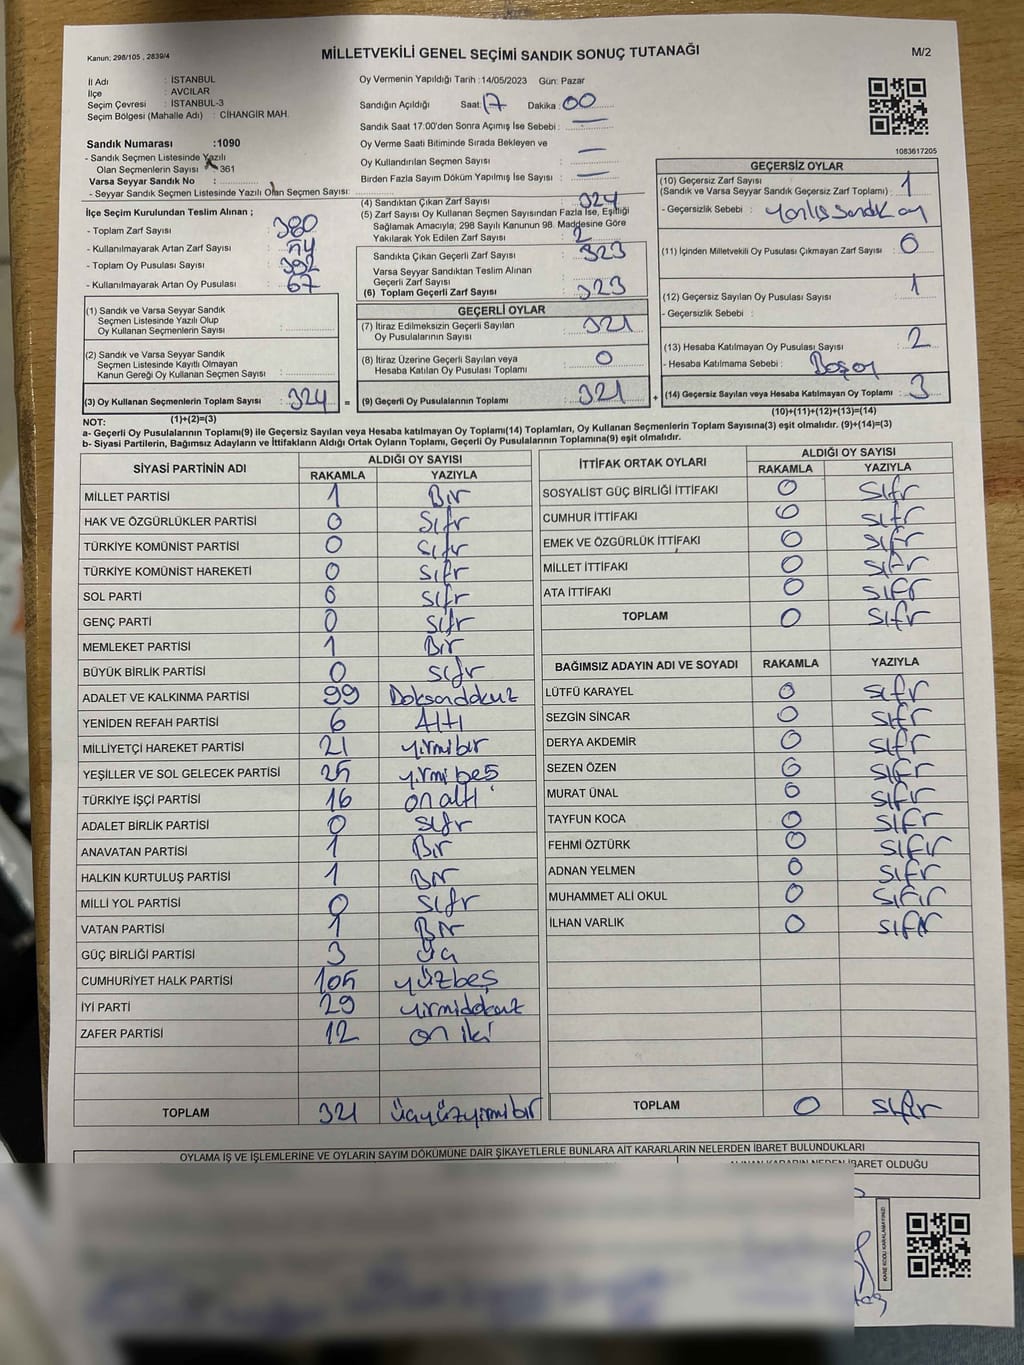 Kanun: 298/105 , 2839/4
MİLLETVEKİLİ GENEL SEÇİMİ SANDIK SONUÇ TUTANAĞI
M/2
İl Adı : İSTANBUL
İlçe : AVCILAR
Seçim Çevresi : İSTANBUL-3
Seçim Bölgesi (Mahalle Adı) : CİHANGİR MAH.
Oy Vermenin Yapıldığı Tarih : 14/05/2023 Gün: Pazar
Sandığın Açıldığı Saat: 17 Dakika : 00
Sandık Saat 17:00'den Sonra Açmış İse Sebebi : —
Oy Verme Saati Bitiminde Sırada Bekleyen ve
Oy Kullandırılan Seçmen Sayısı : —
Birden Fazla Sayım Döküm Yapılmış İse Sayısı : —
1083617205
Sandık Numarası :1090
- Sandık Seçmen Listesinde Yazılı
Olan Seçmenlerin Sayısı : 361
Varsa Seyyar Sandık No :
- Seyyar Sandık Seçmen Listesinde Yazılı Olan Seçmen Sayısı:
İlçe Seçim Kurulundan Teslim Alınan ;
- Toplam Zarf Sayısı : 380
- Kullanılmayarak Artan Zarf Sayısı : 54
- Toplam Oy Pusulası Sayısı : 392
- Kullanılmayarak Artan Oy Pusulası : 67
(1) Sandık ve Varsa Seyyar Sandık
Seçmen Listesinde Yazılı Olup
Oy Kullanan Seçmenlerin Sayısı :
(2) Sandık ve Varsa Seyyar Sandık
Seçmen Listesinde Kayıtlı Olmayan
Kanun Gereği Oy Kullanan Seçmen Sayısı :
(3) Oy Kullanan Seçmenlerin Toplam Sayısı : 324 =
(1)+(2)=(3)
(4) Sandıktan Çıkan Zarf Sayısı : 324
(5) Zarf Sayısı Oy Kullanan Seçmen Sayısından Fazla İse, Eşitliği
Sağlamak Amacıyla; 298 Sayılı Kanunun 98. Maddesine Göre
Yakılarak Yok Edilen Zarf Sayısı : 2
Sandıkta Çıkan Geçerli Zarf Sayısı : 323
Varsa Seyyar Sandıktan Teslim Alınan
Geçerli Zarf Sayısı :
(6) Toplam Geçerli Zarf Sayısı : 323
GEÇERLİ OYLAR
(7) İtiraz Edilmeksizin Geçerli Sayılan
Oy Pusulalarının Sayısı : 321
(8) İtiraz Üzerine Geçerli Sayılan veya
Hesaba Katılan Oy Pusulası Toplamı : 0
(9) Geçerli Oy Pusulalarının Toplamı : 321 +
GEÇERSİZ OYLAR
(10) Geçersiz Zarf Sayısı : 1
(Sandık ve Varsa Seyyar Sandık Geçersiz Zarf Toplamı)
- Geçersizlik Sebebi : Yanlış sandık oy
(11) İçinden Milletvekili Oy Pusulası Çıkmayan Zarf Sayısı : 0
(12) Geçersiz Sayılan Oy Pusulası Sayısı : 1
- Geçersizlik Sebebi :
(13) Hesaba Katılmayan Oy Pusulası Sayısı : 2
- Hesaba Katılmama Sebebi : Boş oy
(14) Geçersiz Sayılan veya Hesaba Katılmayan Oy Toplamı : 3
(10)+(11)+(12)+(13)=(14)
NOT:
a- Geçerli Oy Pusulalarının Toplamı(9) ile Geçersiz Sayılan veya Hesaba katılmayan Oy Toplamı(14) Toplamları, Oy Kullanan Seçmenlerin Toplam Sayısına(3) eşit olmalıdır. (9)+(14)=(3)
b- Siyasi Partilerin, Bağımsız Adayların ve İttifakların Aldığı Ortak Oyların Toplamı, Geçerli Oy Pusulalarının Toplamına(9) eşit olmalıdır.
SİYASİ PARTİNİN ADI ALDIĞI OY SAYISI
RAKAMLA YAZIYLA
MİLLET PARTİSİ 1 Bir
HAK VE ÖZGÜRLÜKLER PARTİSİ 0 Sıfır
TÜRKİYE KOMÜNİST PARTİSİ 0 Sıfır
TÜRKİYE KOMÜNİST HAREKETİ 0 Sıfır
SOL PARTİ 0 Sıfır
GENÇ PARTİ 0 Sıfır
MEMLEKET PARTİSİ 1 Bir
BÜYÜK BİRLİK PARTİSİ 0 sıfır
ADALET VE KALKINMA PARTİSİ 99 Doksandokuz
YENİDEN REFAH PARTİSİ 6 Altı
MİLLİYETÇİ HAREKET PARTİSİ 21 yirmibir
YEŞİLLER VE SOL GELECEK PARTİSİ 25 yirmi beş
TÜRKİYE İŞÇİ PARTİSİ 16 on altı
ADALET BİRLİK PARTİSİ 0 sıfır
ANAVATAN PARTİSİ 1 Bir
HALKIN KURTULUŞ PARTİSİ 1 Bir
MİLLİ YOL PARTİSİ 0 sıfır
VATAN PARTİSİ 1 Bir
GÜÇ BİRLİĞİ PARTİSİ 3 üç
CUMHURİYET HALK PARTİSİ 105 yüzbeş
İYİ PARTİ 29 yirmidokuz
ZAFER PARTİSİ 12 on iki
TOPLAM 321 üçyüzyirmibir
İTTİFAK ORTAK OYLARI ALDIĞI OY SAYISI
RAKAMLA YAZIYLA
SOSYALİST GÜÇ BİRLİĞİ İTTİFAKI 0 sıfır
CUMHUR İTTİFAKI 0 sıfır
EMEK VE ÖZGÜRLÜK İTTİFAKI 0 sıfır
MİLLET İTTİFAKI 0 sıfır
ATA İTTİFAKI 0 sıfır
TOPLAM 0 sıfır
BAĞIMSIZ ADAYIN ADI VE SOYADI RAKAMLA YAZIYLA
LÜTFÜ KARAYEL 0 sıfır
SEZGİN SİNCAR 0 sıfır
DERYA AKDEMİR 0 sıfır
SEZEN ÖZEN 0 sıfır
MURAT ÜNAL 0 sıfır
TAYFUN KOCA 0 sıfır
FEHMİ ÖZTÜRK 0 sıfır
ADNAN YELMEN 0 sıfır
MUHAMMET ALİ OKUL 0 sıfır
İLHAN VARLIK 0 sıfır
TOPLAM 0 sıfır
OYLAMA İŞ VE İŞLEMLERİNE VE OYLARIN SAYIM DÖKÜMÜNE DAİR ŞİKAYETLERLE BUNLARA AİT KARARLARIN NELERDEN İBARET BULUNDUKLARI
ALINAN KARARIN NEDEN İBARET OLDUĞU
KARE KODU KARALAMAYINIZ!